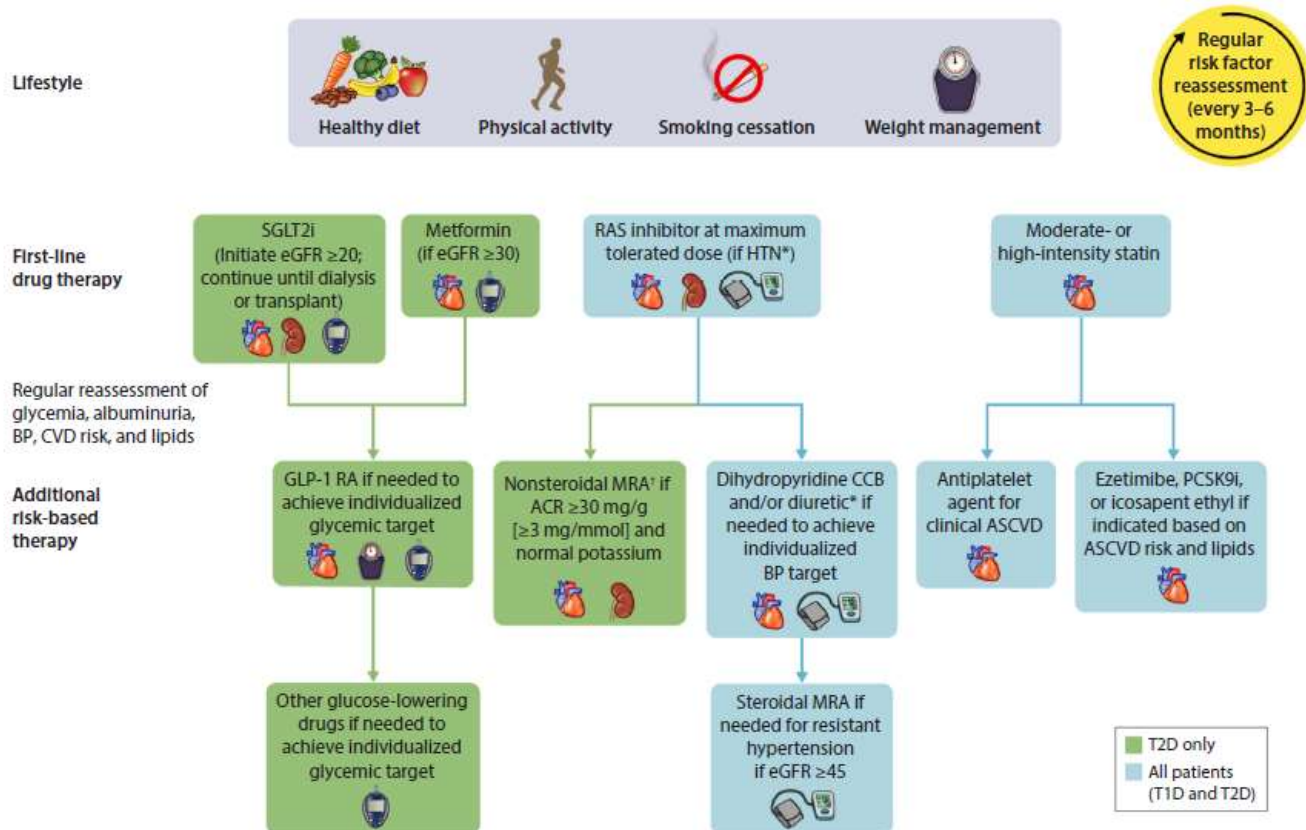 Lifestyle
Healthy diet
Physical activity
Smoking cessation
Weight management
Regular
risk factor
reassessment
(every 3–6
months)
First-line
drug therapy
SGLT2i
(Initiate eGFR ≥20;
continue until dialysis
or transplant)
Metformin
(if eGFR ≥30)
RAS inhibitor at maximum
tolerated dose (if HTN*)
Moderate- or
high-intensity statin
Regular reassessment of
glycemia, albuminuria,
BP, CVD risk, and lipids
Additional
risk-based
therapy
GLP-1 RA if needed to
achieve individualized
glycemic target
Nonsteroidal MRA† if
ACR ≥30 mg/g
[≥3 mg/mmol] and
normal potassium
Dihydropyridine CCB
and/or diuretic* if
needed to achieve
individualized
BP target
Antiplatelet
agent for
clinical ASCVD
Ezetimibe, PCSK9i,
or icosapent ethyl if
indicated based on
ASCVD risk and lipids
Other glucose-lowering
drugs if needed to
achieve individualized
glycemic target
Steroidal MRA if
needed for resistant
hypertension
if eGFR ≥45
T2D only
All patients
(T1D and T2D)